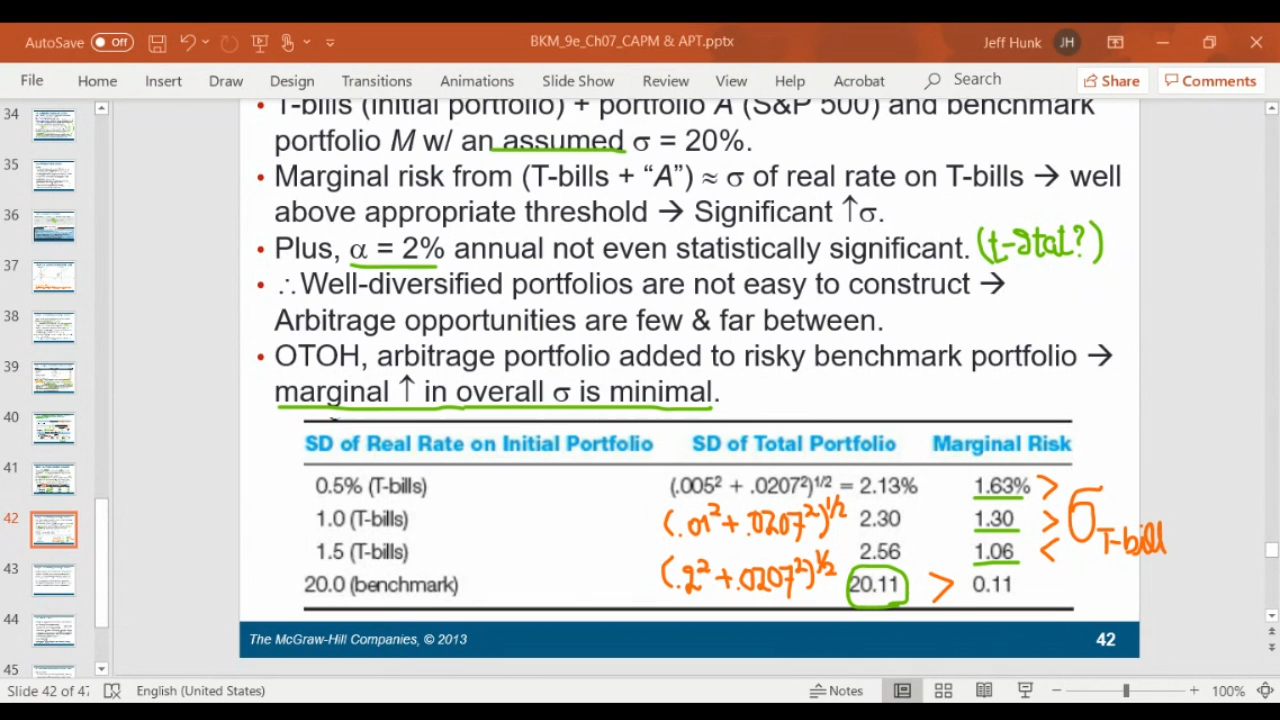 AutoSave Off BKM_9e_Ch07_CAPM & APT.pptx Jeff Hunk JH
File Home Insert Draw Design Transitions Animations Slide Show Review View Help Acrobat Search Share Comments
34
35
36
37
38
39
40
41
42
43
44
45
• T-bills (initial portfolio) + portfolio A (S&P 500) and benchmark
portfolio M w/ an assumed σ = 20%.
• Marginal risk from (T-bills + “A”) ≈ σ of real rate on T-bills → well
above appropriate threshold → Significant ↑σ.
• Plus, α = 2% annual not even statistically significant. (t-stat?)
• ∴Well-diversified portfolios are not easy to construct →
Arbitrage opportunities are few & far between.
• OTOH, arbitrage portfolio added to risky benchmark portfolio →
marginal ↑ in overall σ is minimal.
SD of Real Rate on Initial Portfolio SD of Total Portfolio Marginal Risk
0.5% (T-bills) (.005² + .0207²)¹/² = 2.13% 1.63% >
1.0 (T-bills) (.01² + .0207²)^1/2 2.30 1.30 > σ T-bill
1.5 (T-bills) 2.56 1.06 <
20.0 (benchmark) (.2² + .0207²)^1/2 20.11 > 0.11
The McGraw-Hill Companies, © 2013 42
Slide 42 of 47 English (United States) Notes 100%